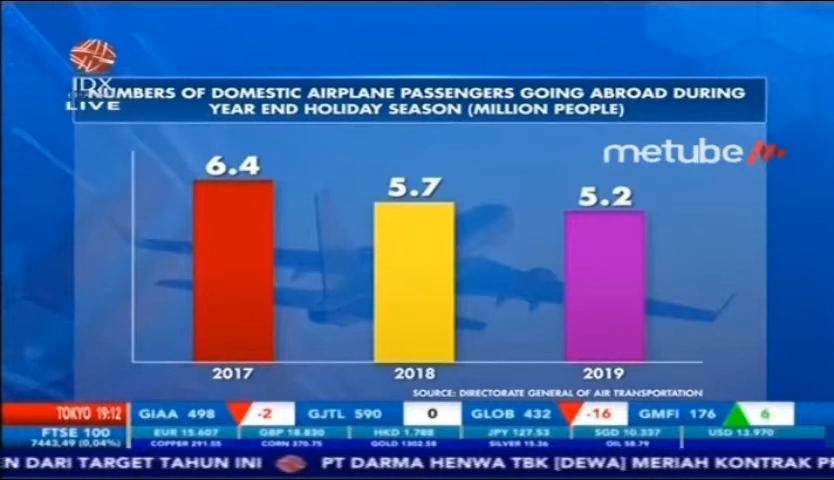 IDX
LIVE
NUMBERS OF DOMESTIC AIRPLANE PASSENGERS GOING ABROAD DURING
YEAR END HOLIDAY SEASON (MILLION PEOPLE)
metube
6.4
5.7
5.2
2017
2018
2019
SOURCE: DIRECTORATE GENERAL OF AIR TRANSPORTATION
TOKYO 19:12 GIAA 498 -2 GJTL 590 0 GLOB 432 -16 GMFI 176 6
FTSE 100 EUR 15.607 GBP 18.830 HKD 1.788 JPY 127.53 SGD 10.337 USD 13.970
7443,49 (0,04%) COPPER 291.55 CORN 370.75 GOLD 1302.58 SILVER 15.36 OIL 58.79
EN DARI TARGET TAHUN INI PT DARMA HENWA TBK [DEWA] MERIAH KONTRAK